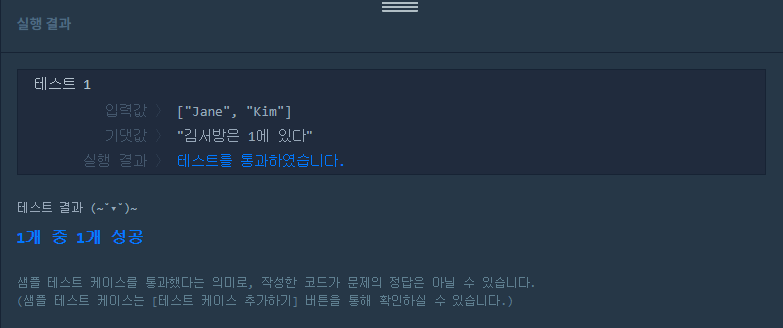 실행 결과
테스트 1
입력값 〉 ["Jane", "Kim"]
기댓값 〉 "김서방은 1에 있다"
실행 결과 〉 테스트를 통과하였습니다.
테스트 결과 (~˘▾˘)~
1개 중 1개 성공
샘플 테스트 케이스를 통과했다는 의미로, 작성한 코드가 문제의 정답은 아닐 수 있습니다.
(샘플 테스트 케이스는 [테스트 케이스 추가하기] 버튼을 통해 확인하실 수 있습니다.)